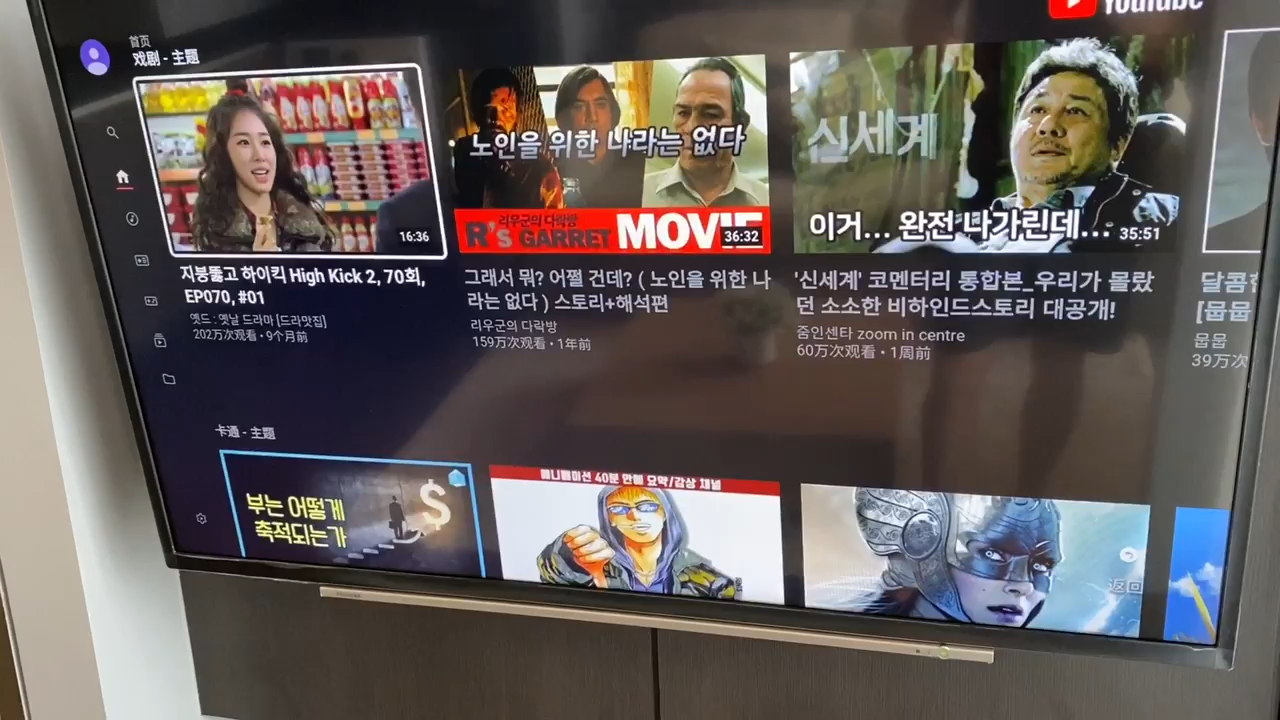 YouTube
首页
戏剧 - 主题
16:36
노인을 위한 나라는 없다
리우군의 다락방
R's GARRET MOVIE
36:32
신세계
이거... 완전 나가린데...
35:51
지붕뚫고 하이킥 High Kick 2, 70회,
EP070, #01
옛드 : 옛날 드라마 [드라맛집]
202万次观看 • 9个月前
그래서 뭐? 어쩔 건데? ( 노인을 위한 나
라는 없다 ) 스토리+해석편
리우군의 다락방
159万次观看 • 1年前
'신세계' 코멘터리 통합본_우리가 몰랐
던 소소한 비하인드스토리 대공개!
줌인센타 zoom in centre
60万次观看 • 1周前
달콤한
[뭅뭅
뭅뭅
39万次
卡通 - 主题
부는 어떻게
축적되는가
$
애니메이션 40분 만에 요약/감상 채널
返回